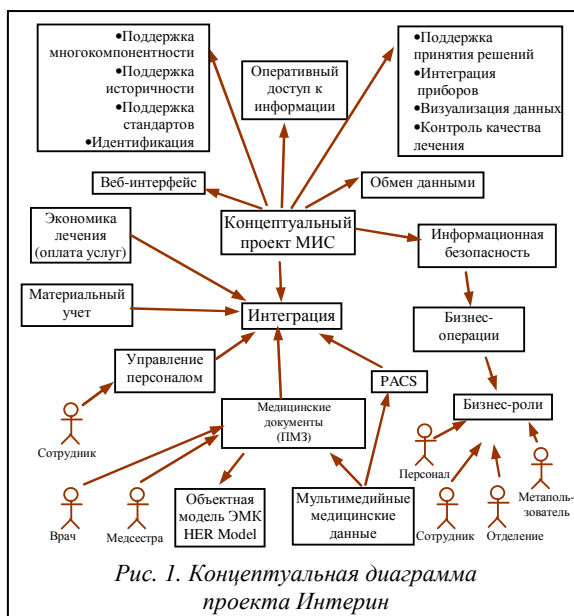 •Поддержка
многокомпонентности
•Поддержка
историчности
•Поддержка
стандартов
•Идентификация
Оперативный
доступ к
информации
•Поддержка
принятия решений
•Интеграция
приборов
•Визуализация данных
•Контроль качества
лечения
Веб-интерфейс
Обмен данными
Концептуальный
проект МИС
Экономика
лечения
(оплата услуг)
Информационная
безопасность
Материальный
учет
Интеграция
Бизнес-
операции
Управление
персоналом
PACS
Бизнес-роли
Медицинские
документы
(ПМЗ)
Сотрудник
Персонал
Метаполь-
зователь
Объектная
модель ЭМК
HER Model
Мультимедийные
медицинские
данные
Врач
Медсестра
Сотрудник
Отделение
Рис. 1. Концептуальная диаграмма
проекта Интерин